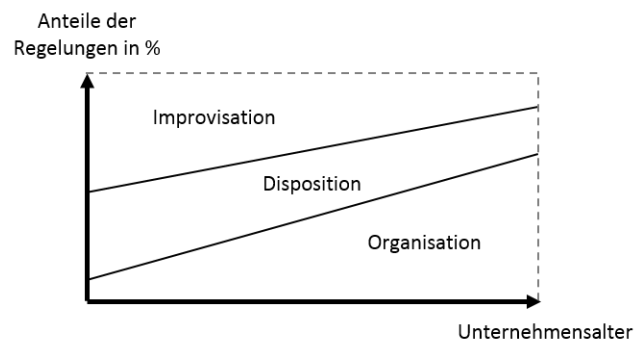 Anteile der
Regelungen in %
Improvisation
Disposition
Organisation
Unternehmensalter